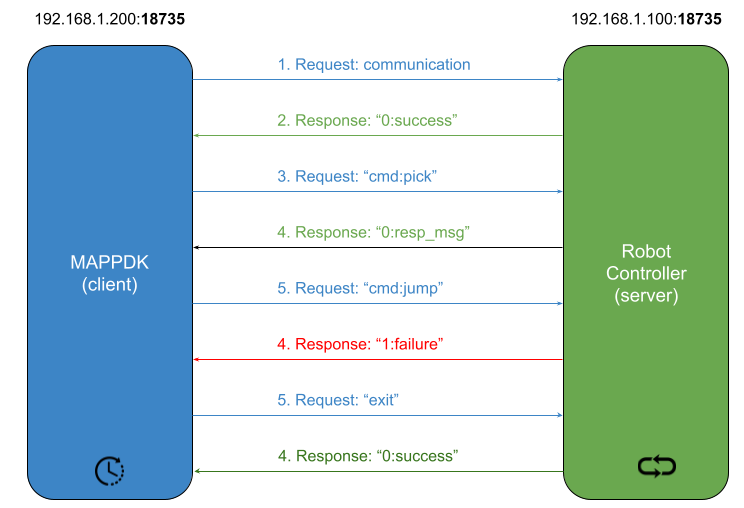 192.168.1.200:18735
192.168.1.100:18735
1. Request: communication
2. Response: “0:success”
3. Request: “cmd:pick”
4. Response: “0:resp_msg”
MAPPDK
(client)
Robot
Controller
(server)
5. Request: “cmd:jump”
4. Response: “1:failure”
5. Request: “exit”
4. Response: “0:success”